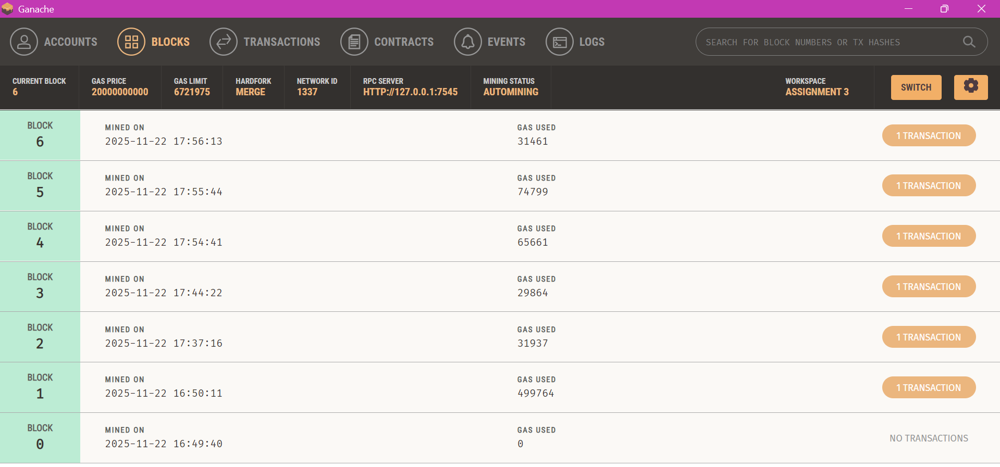 Ganache
ACCOUNTS BLOCKS TRANSACTIONS CONTRACTS EVENTS LOGS SEARCH FOR BLOCK NUMBERS OR TX HASHES
CURRENT BLOCK GAS PRICE GAS LIMIT HARDFORK NETWORK ID RPC SERVER MINING STATUS WORKSPACE
6 20000000000 6721975 MERGE 1337 HTTP://127.0.0.1:7545 AUTOMINING ASSIGNMENT 3 SWITCH
BLOCK MINED ON GAS USED
6 2025-11-22 17:56:13 31461 1 TRANSACTION
BLOCK MINED ON GAS USED
5 2025-11-22 17:55:44 74799 1 TRANSACTION
BLOCK MINED ON GAS USED
4 2025-11-22 17:54:41 65661 1 TRANSACTION
BLOCK MINED ON GAS USED
3 2025-11-22 17:44:22 29864 1 TRANSACTION
BLOCK MINED ON GAS USED
2 2025-11-22 17:37:16 31937 1 TRANSACTION
BLOCK MINED ON GAS USED
1 2025-11-22 16:50:11 499764 1 TRANSACTION
BLOCK MINED ON GAS USED
0 2025-11-22 16:49:40 0 NO TRANSACTIONS